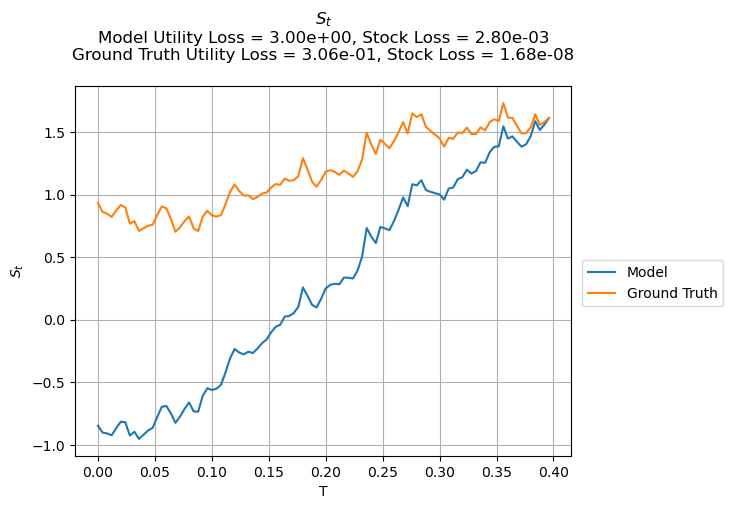 S_t
Model Utility Loss = 3.00e+00, Stock Loss = 2.80e-03
Ground Truth Utility Loss = 3.06e-01, Stock Loss = 1.68e-08
1.5
1.0
0.5
0.0
−0.5
−1.0
S_t
0.00 0.05 0.10 0.15 0.20 0.25 0.30 0.35 0.40
T
Model
Ground Truth